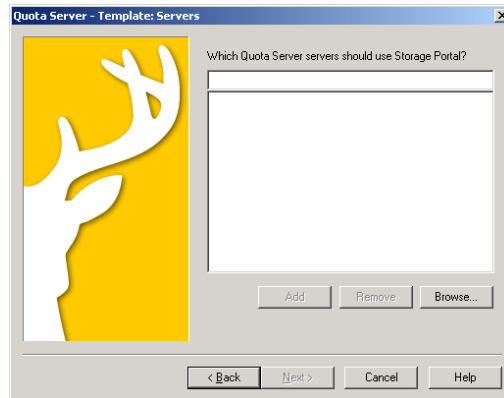 Quota Server - Template: Servers
Which Quota Server servers should use Storage Portal?
Add Remove Browse...
< Back Next > Cancel Help